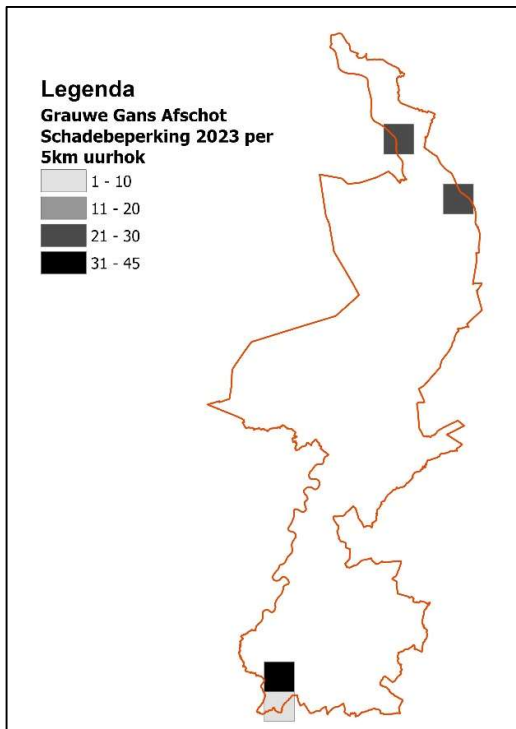 Legenda
Grauwe Gans Afschot
Schadebeperking 2023 per
5km uurhok
1 - 10
11 - 20
21 - 30
31 - 45